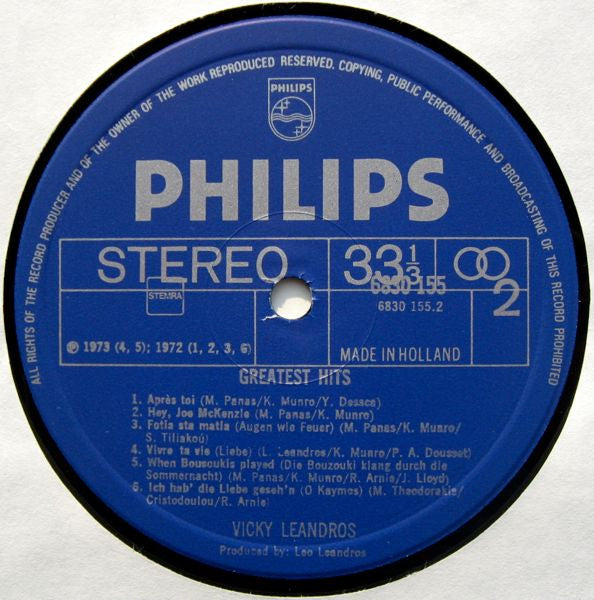 ALL RIGHTS OF THE RECORD PRODUCER AND OF THE OWNER OF THE WORK REPRODUCED RESERVED. COPYING, PUBLIC PERFORMANCE AND BROADCASTING OF THIS RECORD PROHIBITED
PHILIPS
PHILIPS
STEREO 33 1/3
6830 155
6830 155.2
2
STEMRA
℗ 1973 (4, 5); 1972 (1, 2, 3, 6)
MADE IN HOLLAND
GREATEST HITS
1. Après toi (M. Panas/K. Munro/Y. Dessca)
2. Hey, Joe McKenzie (M. Panas/K. Munro)
3. Fotia sta matia (Augen wie Feuer) (M. Panas/K. Munro/
S. Tiliakou)
4. Vivre ta vie (Liebe) (L. Leandros/K. Munro/P. A. Dousset)
5. When Bousoukis played (Die Bouzouki klang durch die
Sommernacht) (M. Panas/K. Munro/R. Arnie/J. Lloyd)
6. Ich hab' die Liebe geseh'n (O Kaymos) (M. Theodorakis/
Cristodoulou/R. Arnie)
VICKY LEANDROS
Produced by: Leo Leandros